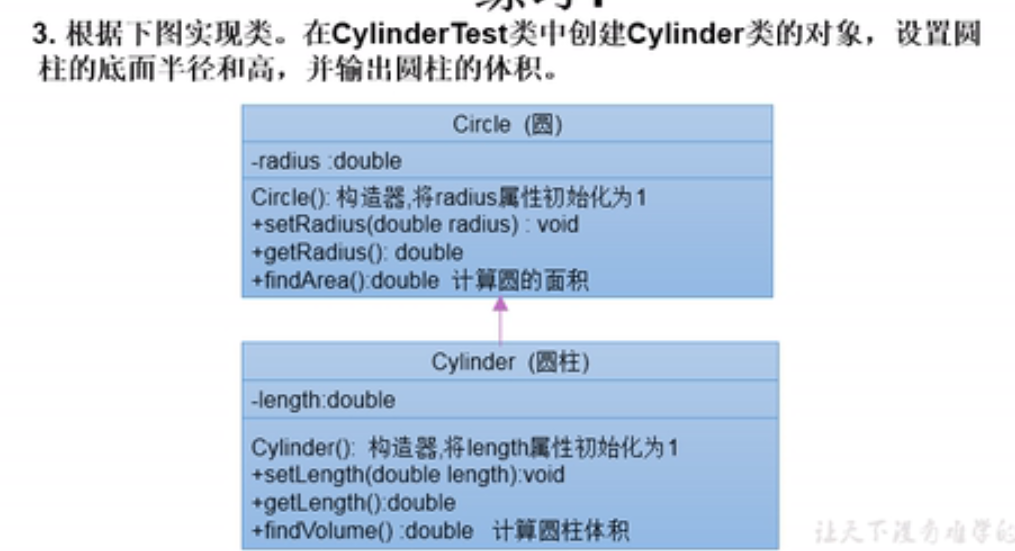 3. 根据下图实现类。在CylinderTest类中创建Cylinder类的对象，设置圆
柱的底面半径和高，并输出圆柱的体积。
Circle (圆)
-radius :double
Circle(): 构造器,将radius属性初始化为1
+setRadius(double radius) : void
+getRadius(): double
+findArea():double 计算圆的面积
Cylinder (圆柱)
-length:double
Cylinder(): 构造器,将length属性初始化为1
+setLength(double length):void
+getLength():double
+findVolume() :double 计算圆柱体积
让天下没有难学的